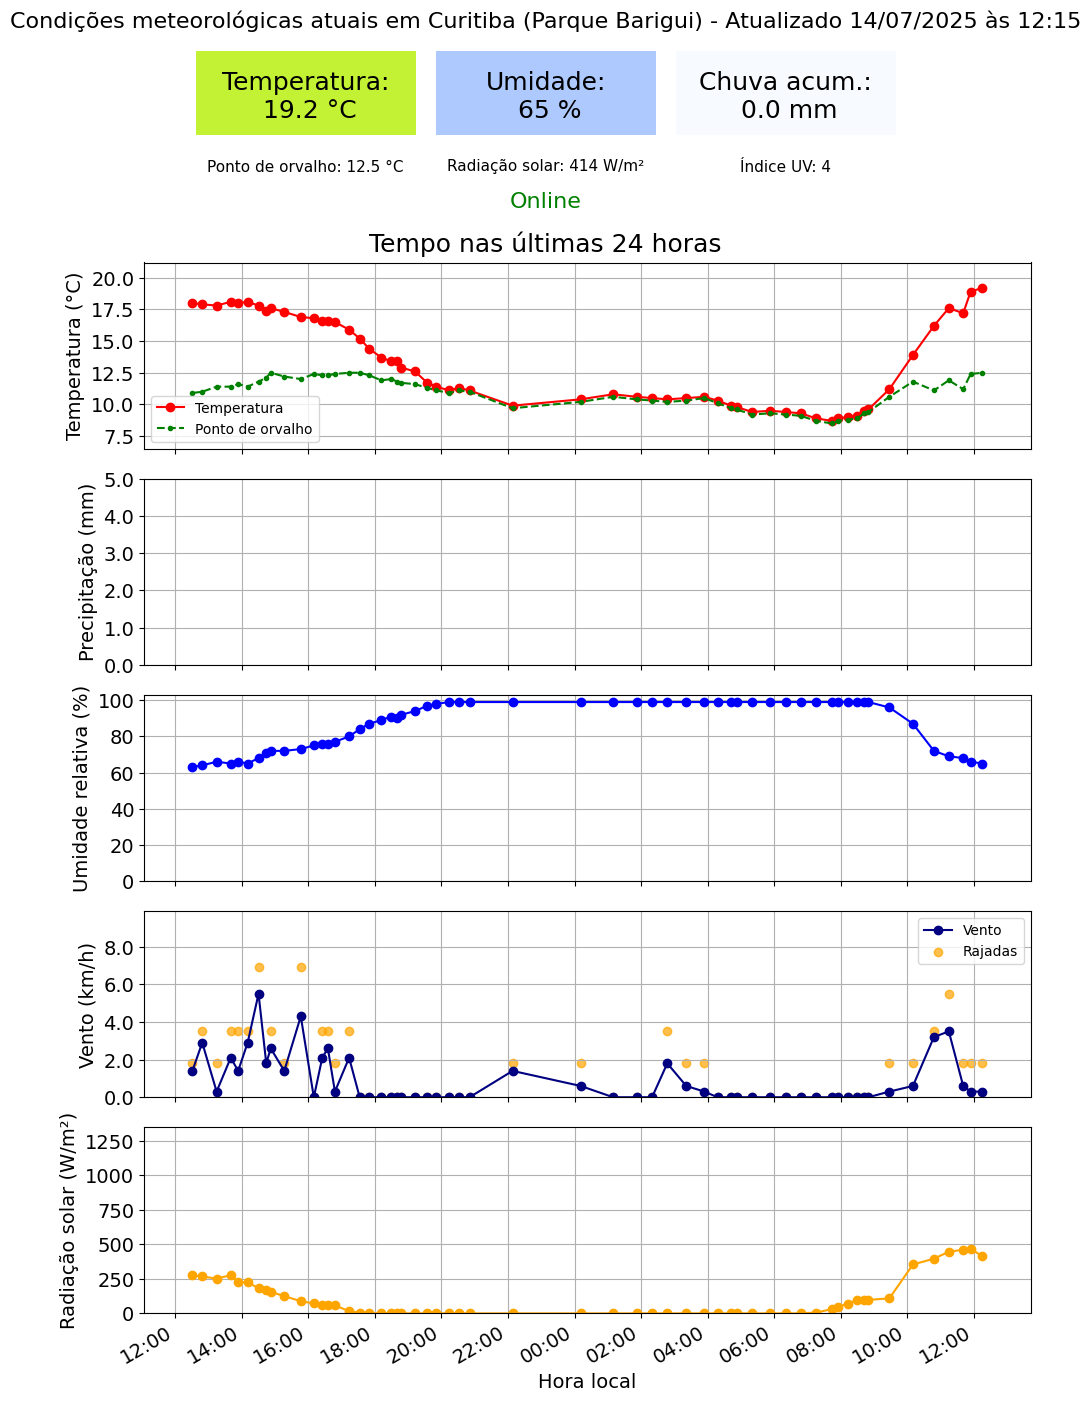 Condições meteorológicas atuais em Curitiba (Parque Barigui) - Atualizado 14/07/2025 às 12:15
Temperatura:
19.2 °C
Umidade:
65 %
Chuva acum.:
0.0 mm
Ponto de orvalho: 12.5 °C
Radiação solar: 414 W/m²
Índice UV: 4
Online
Tempo nas últimas 24 horas
Temperatura (°C)
20.0
17.5
15.0
12.5
10.0
7.5
Temperatura
Ponto de orvalho
Precipitação (mm)
5.0
4.0
3.0
2.0
1.0
0.0
Umidade relativa (%)
100
80
60
40
20
0
Vento (km/h)
8.0
6.0
4.0
2.0
0.0
Vento
Rajadas
Radiação solar (W/m²)
1250
1000
750
500
250
0
12:00
14:00
16:00
18:00
20:00
22:00
00:00
02:00
04:00
06:00
08:00
10:00
12:00
Hora local